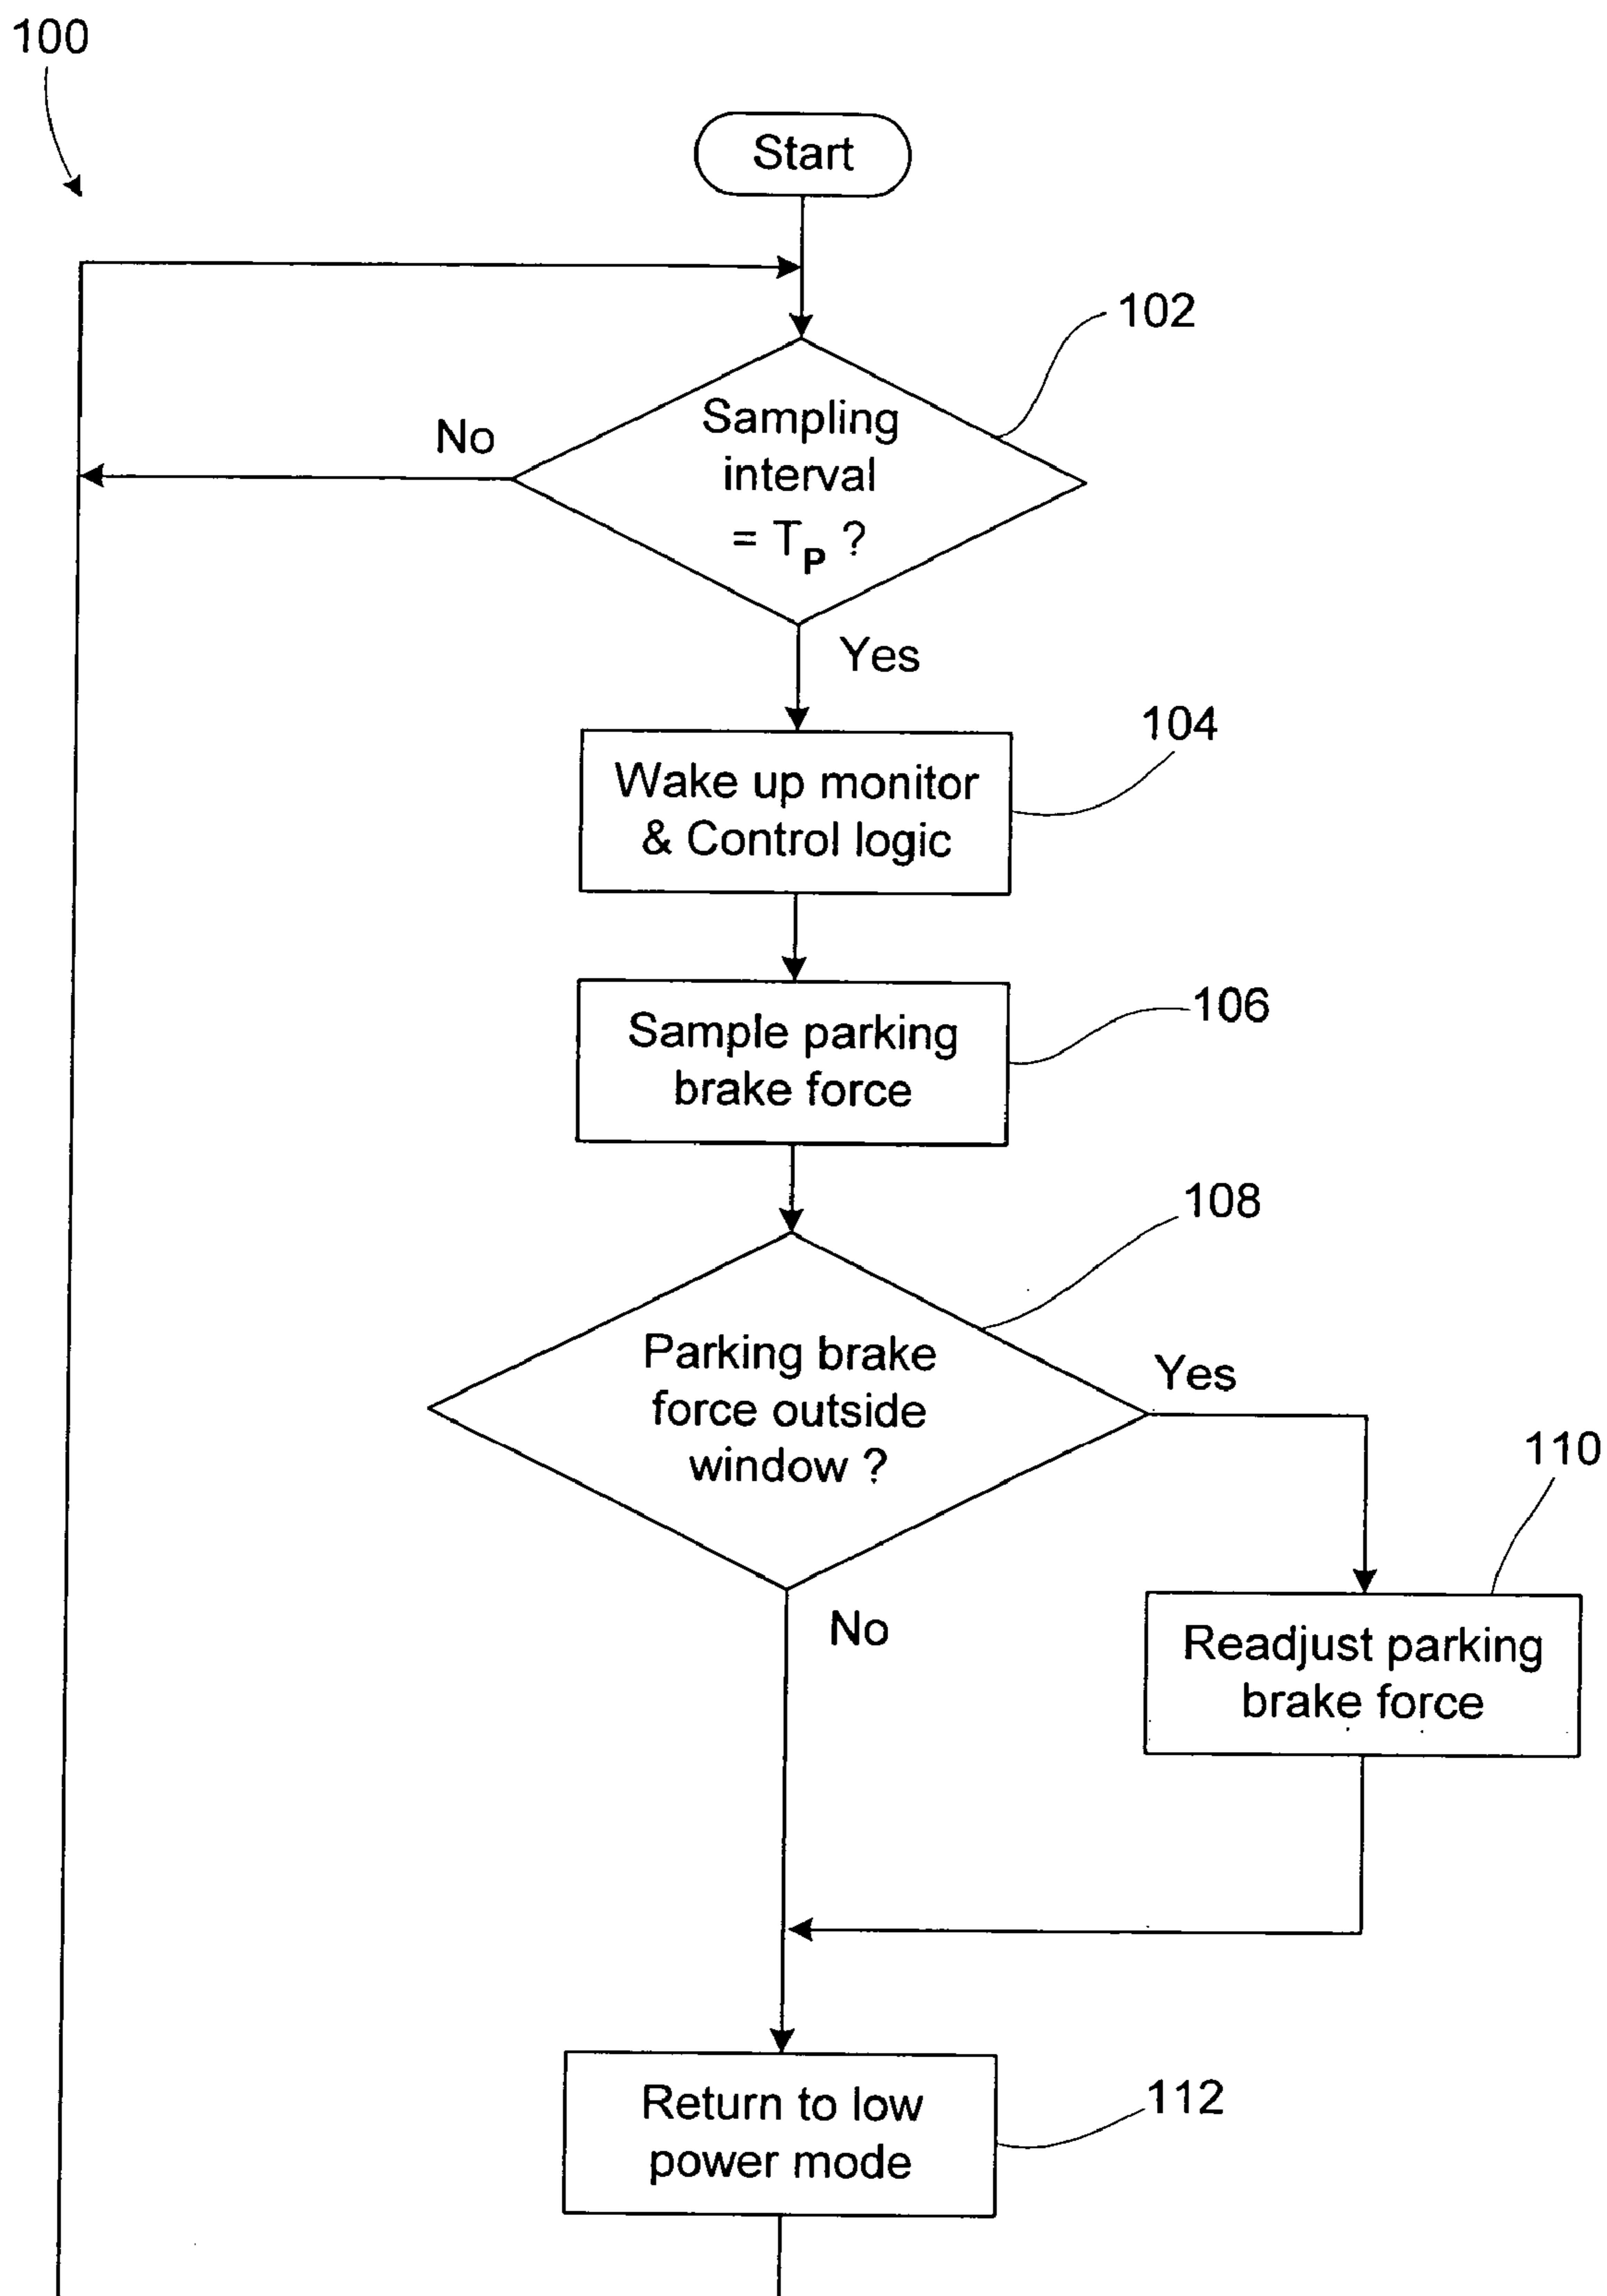 100
Start
102
No
Sampling
interval
= TP ?
Yes
104
Wake up monitor
& Control logic
106
Sample parking
brake force
108
Parking brake
force outside
window ?
Yes
110
No
Readjust parking
brake force
Return to low
power mode
112